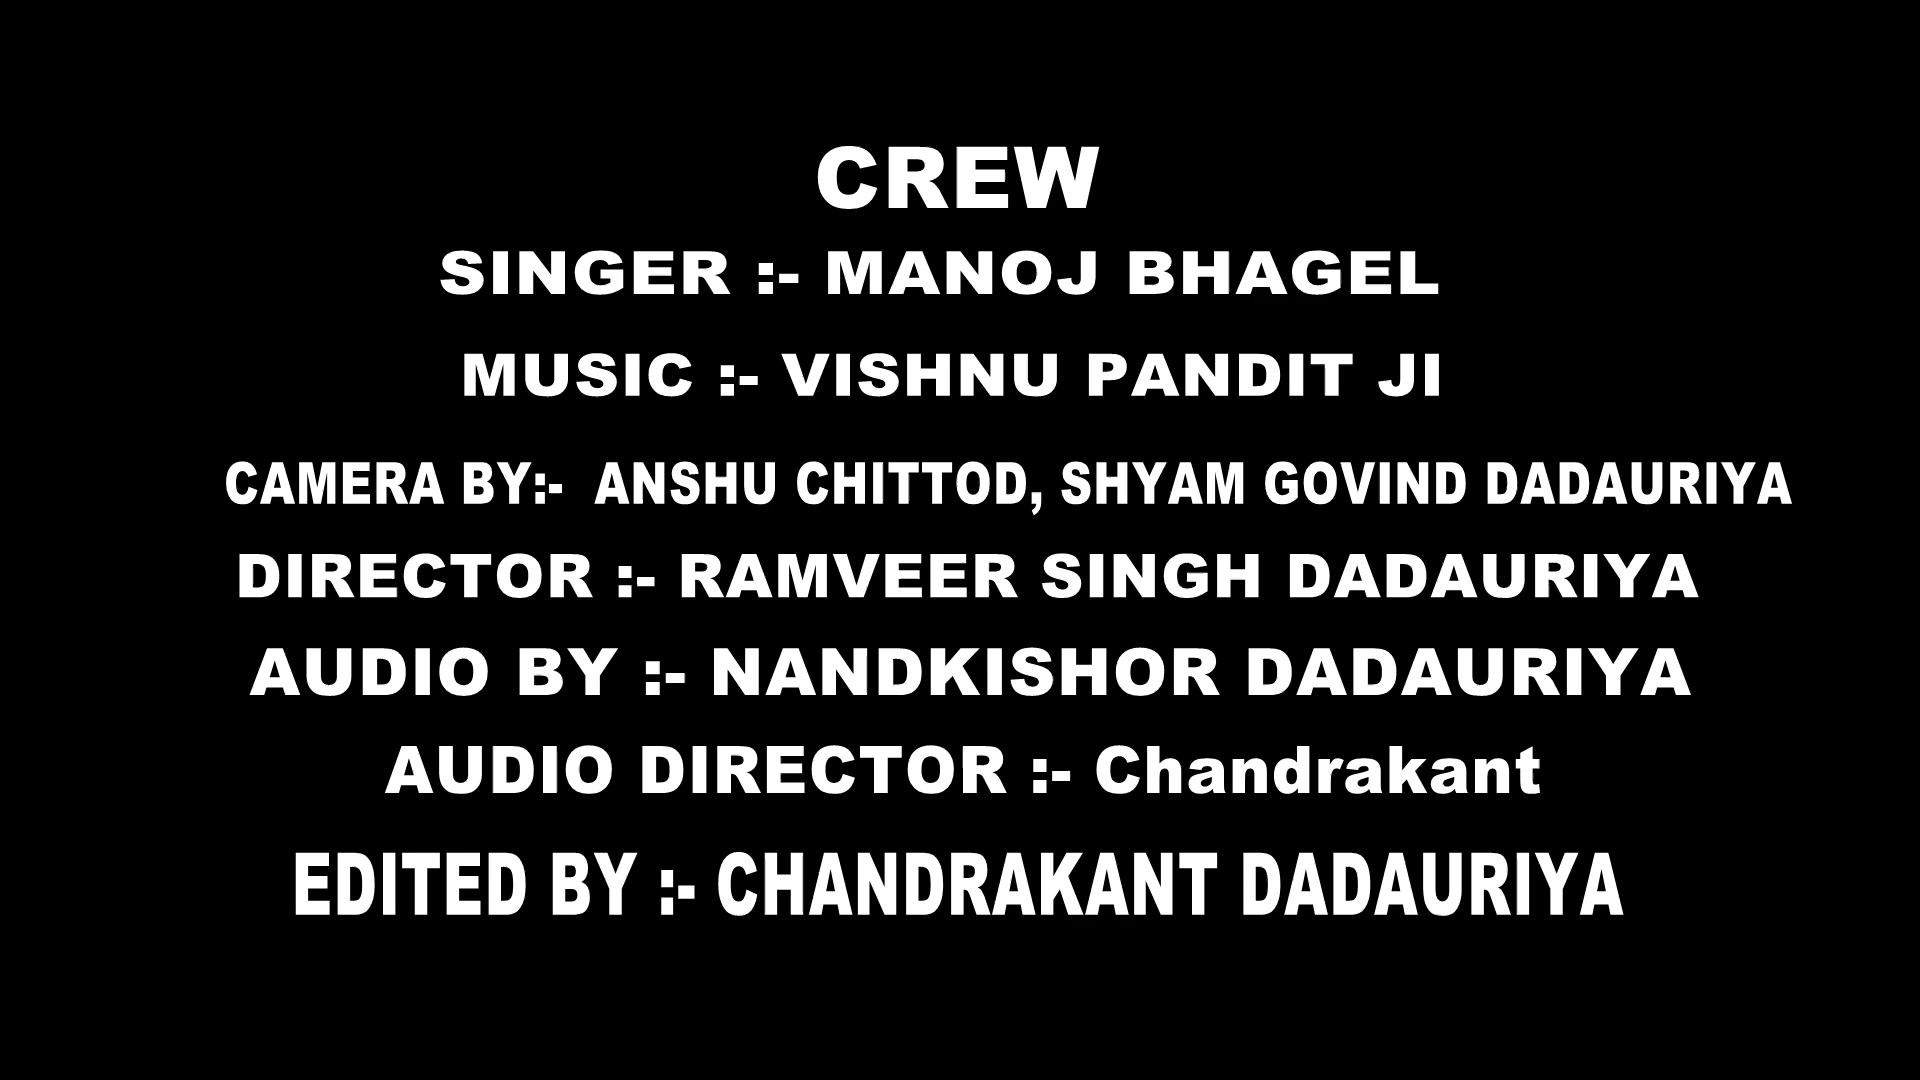 CREW
SINGER :- MANOJ BHAGEL
MUSIC :- VISHNU PANDIT JI
CAMERA BY:-  ANSHU CHITTOD, SHYAM GOVIND DADAURIYA
DIRECTOR :- RAMVEER SINGH DADAURIYA
AUDIO BY :- NANDKISHOR DADAURIYA
AUDIO DIRECTOR :- Chandrakant
EDITED BY :- CHANDRAKANT DADAURIYA